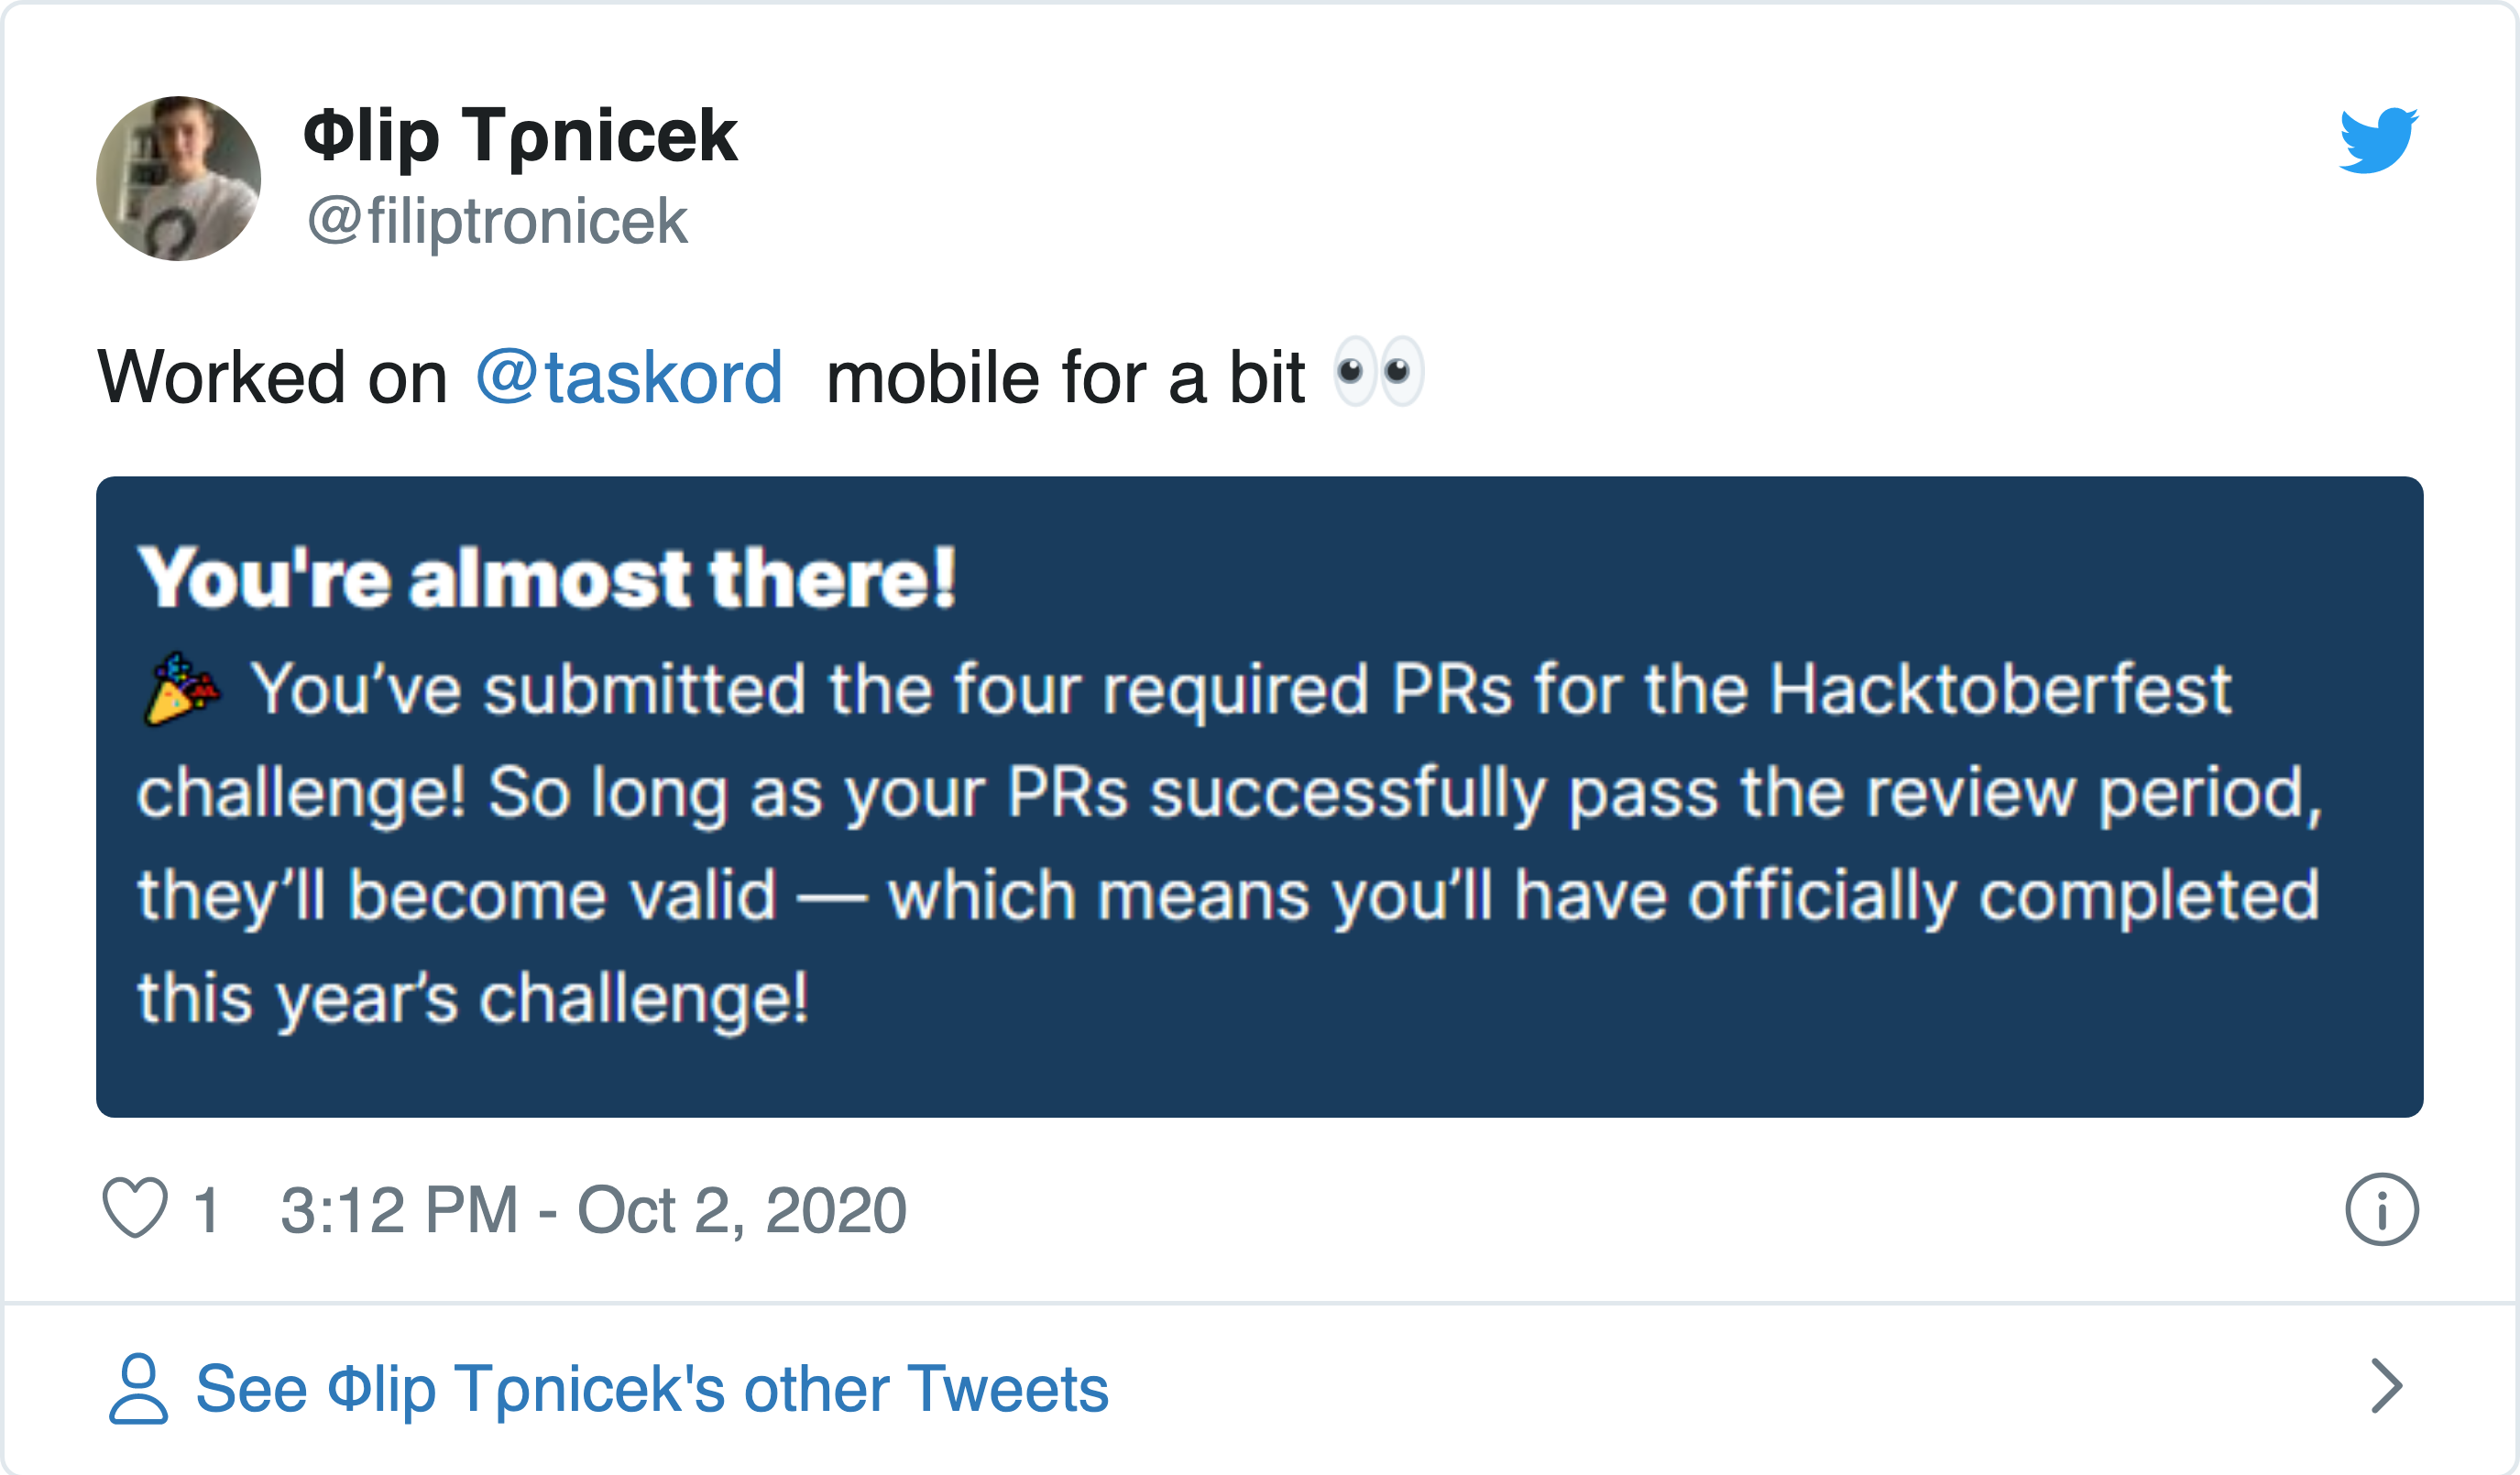 Φlip Tρnicek
@filiptronicek
Worked on @taskord  mobile for a bit 👀
You're almost there!
🎉 You’ve submitted the four required PRs for the Hacktoberfest
challenge! So long as your PRs successfully pass the review period,
they’ll become valid — which means you’ll have officially completed
this year’s challenge!
1 3:12 PM - Oct 2, 2020
See Φlip Tρnicek's other Tweets